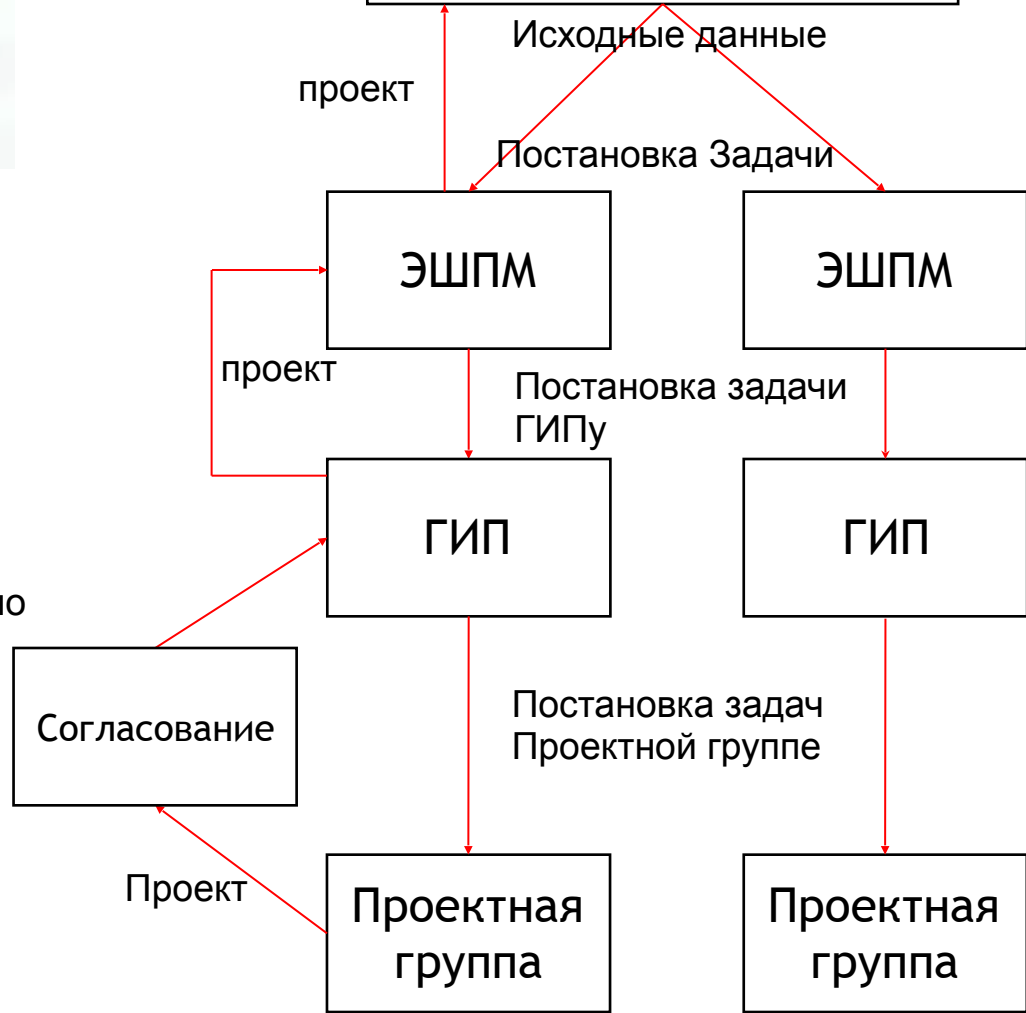 Исходные данные
проект
Постановка Задачи
ЭШПМ
ЭШПМ
проект
Постановка задачи
ГИПу
ГИП
ГИП
Согласование
Постановка задач
Проектной группе
Проект
Проектная
группа
Проектная
группа